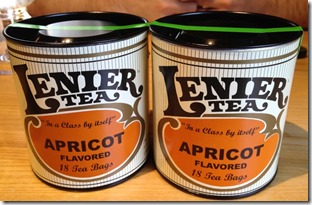 LENIER
TEA
"In a Class by itself"
APRICOT
FLAVORED
18 Tea Bags
LENIER
TEA
"In a Class by itself"
APRICOT
FLAVORED
18 Tea Bags